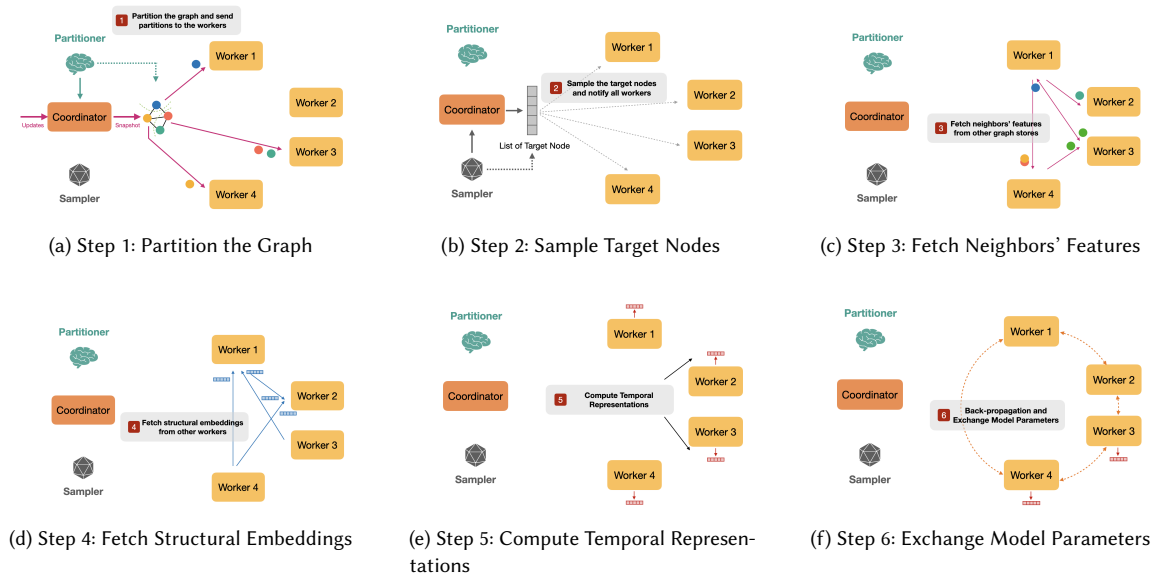 1 Partition the graph and send
partitions to the workers
Partitioner
Worker 1
Worker 2
Updates
Coordinator
Snapshot
Worker 3
Worker 4
Sampler
(a) Step 1: Partition the Graph
Partitioner
Worker 1
2 Sample the target nodes
and notify all workers
Worker 2
Coordinator
List of Target Node
Worker 3
Sampler
Worker 4
(b) Step 2: Sample Target Nodes
Partitioner
Worker 1
Worker 2
Coordinator
3 Fetch neighbors' features
from other graph stores
Worker 3
Sampler
Worker 4
(c) Step 3: Fetch Neighbors’ Features
Partitioner
Worker 1
Worker 2
Coordinator
4 Fetch structural embeddings
from other workers
Worker 3
Sampler
Worker 4
(d) Step 4: Fetch Structural Embeddings
Partitioner
Worker 1
Worker 2
Coordinator
5 Compute Temporal
Representations
Worker 3
Worker 4
Sampler
(e) Step 5: Compute Temporal Represen-
tations
Partitioner
Worker 1
Worker 2
Coordinator
6 Back-propagation and
Exchange Model Parameters
Worker 3
Worker 4
Sampler
(f) Step 6: Exchange Model Parameters